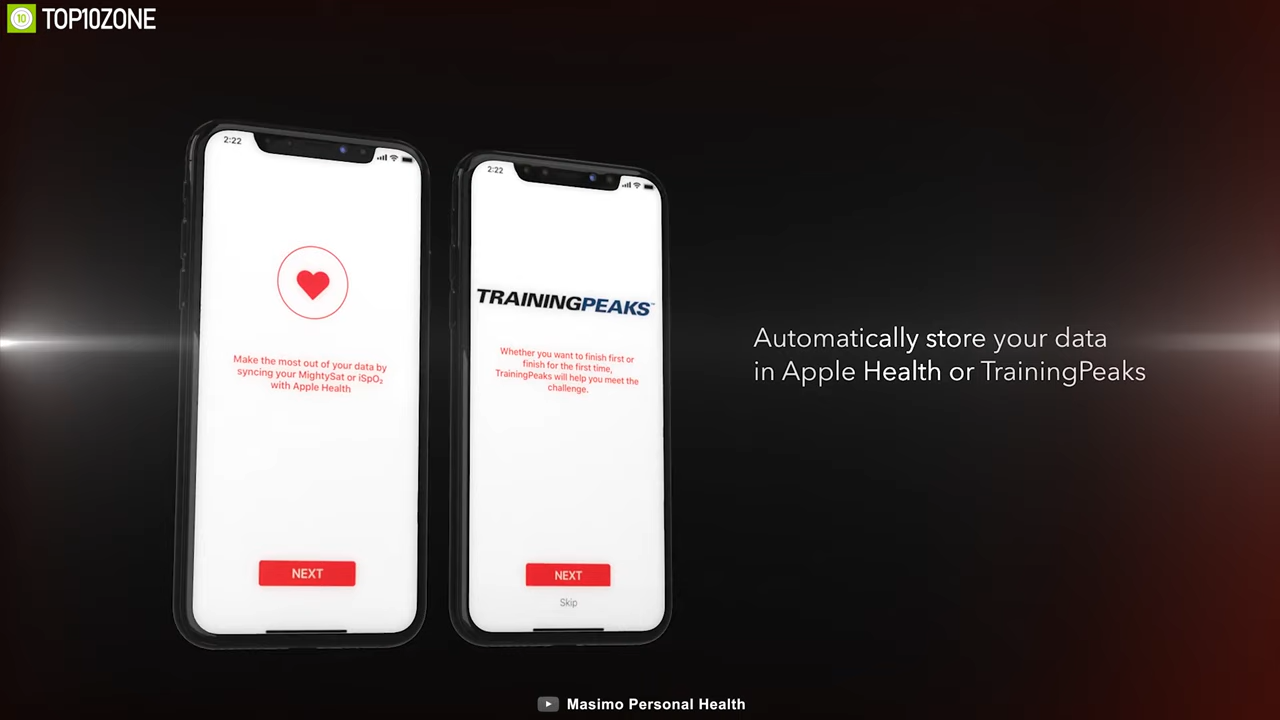 10 TOP10ZONE
2:22
Make the most out of your data by
syncing your MightySat or iSpO₂
with Apple Health
NEXT
2:22
TRAININGPEAKS™
Whether you want to finish first or
finish for the first time,
TrainingPeaks will help you meet the
challenge.
NEXT
Skip
Automatically store your data
in Apple Health or TrainingPeaks
Masimo Personal Health